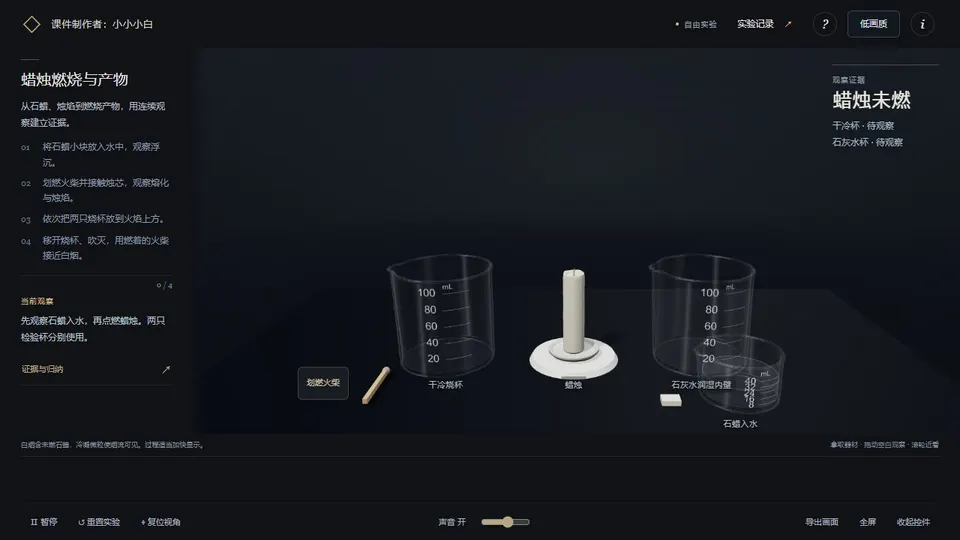 课件制作者：小小小白
自由实验
实验记录 ↗
?
低画质
i
蜡烛燃烧与产物
从石蜡、烛焰到燃烧产物，用连续观
察建立证据。
01 将石蜡小块放入水中，观察浮
沉。
02 划燃火柴并接触烛芯，观察熔化
与烛焰。
03 依次把两只烧杯放到火焰上方。
04 移开烧杯、吹灭，用燃着的火柴
接近白烟。
0 / 4
当前观察
先观察石蜡入水，再点燃蜡烛。两只
检验杯分别使用。
证据与归纳 ↗
观察证据
蜡烛未燃
干冷杯 · 待观察
石灰水杯 · 待观察
mL
100
80
60
40
20
mL
100
80
60
40
20
mL
划燃火柴
干冷烧杯
蜡烛
石灰水润湿内壁
石蜡入水
白烟含未燃石蜡，冷凝微粒使烟流可见。过程适当加快显示。
拿取器材 · 拖动空白观察 · 滚轮近看
暂停
↺ 重置实验
复位视角
声音 开
导出画面
全屏
收起控件